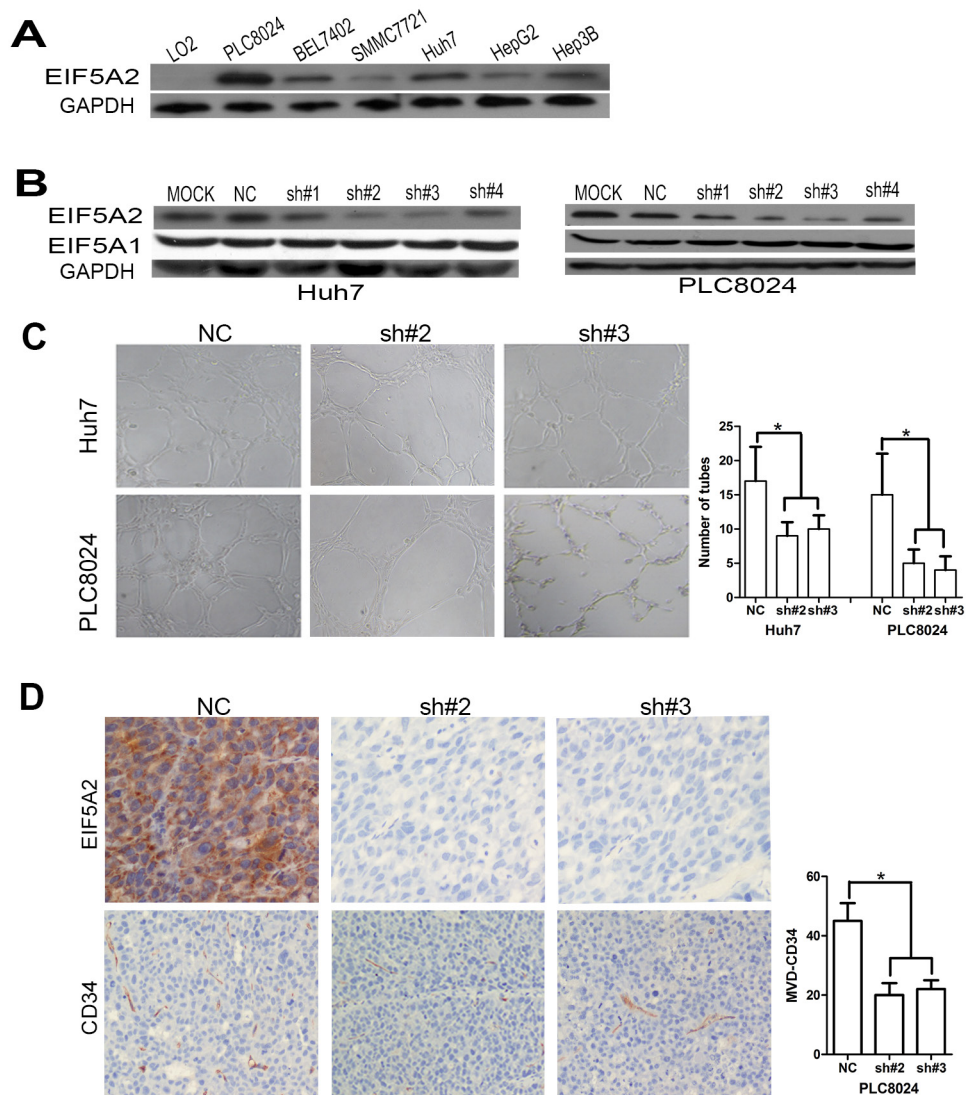 A
LO2 PLC8024 BEL7402 SMMC7721 Huh7 HepG2 Hep3B
EIF5A2
GAPDH
B
MOCK NC sh#1 sh#2 sh#3 sh#4
EIF5A2
EIF5A1
GAPDH
Huh7
MOCK NC sh#1 sh#2 sh#3 sh#4
PLC8024
C
NC sh#2 sh#3
Huh7
PLC8024
Number of tubes
25
20
15
10
5
0
*
*
NC sh#2 sh#3 NC sh#2 sh#3
Huh7 PLC8024
D
NC sh#2 sh#3
EIF5A2
CD34
MVD-CD34
60
40
20
0
*
NC sh#2 sh#3
PLC8024